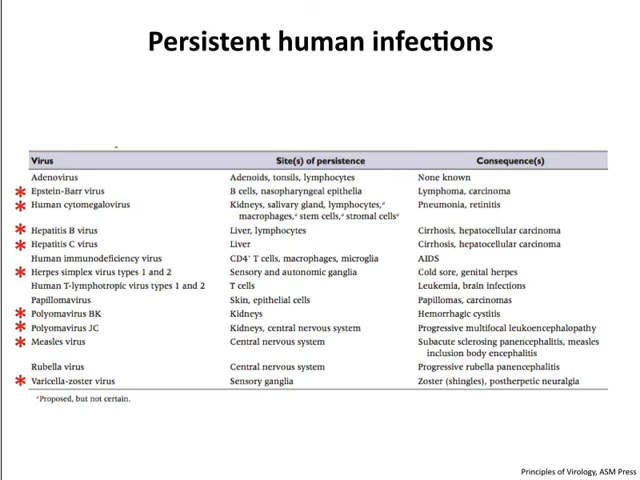 Persistent human infections
Virus Site(s) of persistence Consequence(s)
Adenovirus Adenoids, tonsils, lymphocytes None known
* Epstein-Barr virus B cells, nasopharyngeal epithelia Lymphoma, carcinoma
* Human cytomegalovirus Kidneys, salivary gland, lymphocytes,ᵃ Pneumonia, retinitis
macrophages,ᵃ stem cells,ᵃ stromal cellsᵃ
* Hepatitis B virus Liver, lymphocytes Cirrhosis, hepatocellular carcinoma
* Hepatitis C virus Liver Cirrhosis, hepatocellular carcinoma
Human immunodeficiency virus CD4⁺ T cells, macrophages, microglia AIDS
* Herpes simplex virus types 1 and 2 Sensory and autonomic ganglia Cold sore, genital herpes
Human T-lymphotropic virus types 1 and 2 T cells Leukemia, brain infections
Papillomavirus Skin, epithelial cells Papillomas, carcinomas
* Polyomavirus BK Kidneys Hemorrhagic cystitis
* Polyomavirus JC Kidneys, central nervous system Progressive multifocal leukoencephalopathy
* Measles virus Central nervous system Subacute sclerosing panencephalitis, measles
inclusion body encephalitis
Rubella virus Central nervous system Progressive rubella panencephalitis
* Varicella-zoster virus Sensory ganglia Zoster (shingles), postherpetic neuralgia
ᵃProposed, but not certain.
Principles of Virology, ASM Press